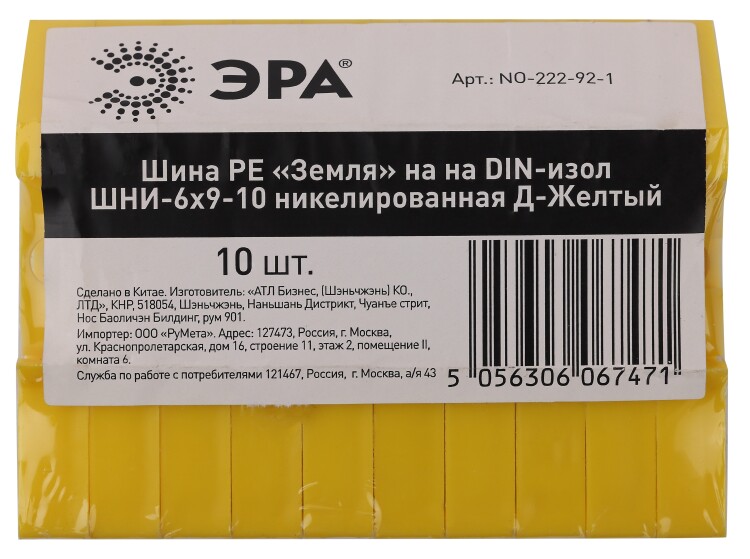 ЭРА®
Арт.: NO-222-92-1
Шина PE «Земля» на на DIN-изол
ШНИ-6х9-10 никелированная Д-Желтый
10 шт.
Сделано в Китае. Изготовитель: «АТЛ Бизнес, (Шэньчжэнь) КО.,
ЛТД», КНР, 518054, Шэньчжэнь, Наньшань Дистрикт, Чуанъе стрит,
Нос Баоличэн Билдинг, рум 901.
Импортер: ООО «РуМета». Адрес: 127473, Россия, г. Москва,
ул. Краснопролетарская, дом 16, строение 11, этаж 2, помещение II,
комната 6.
Служба по работе с потребителями 121467, Россия, г. Москва, а/я 43
5 056306 067471